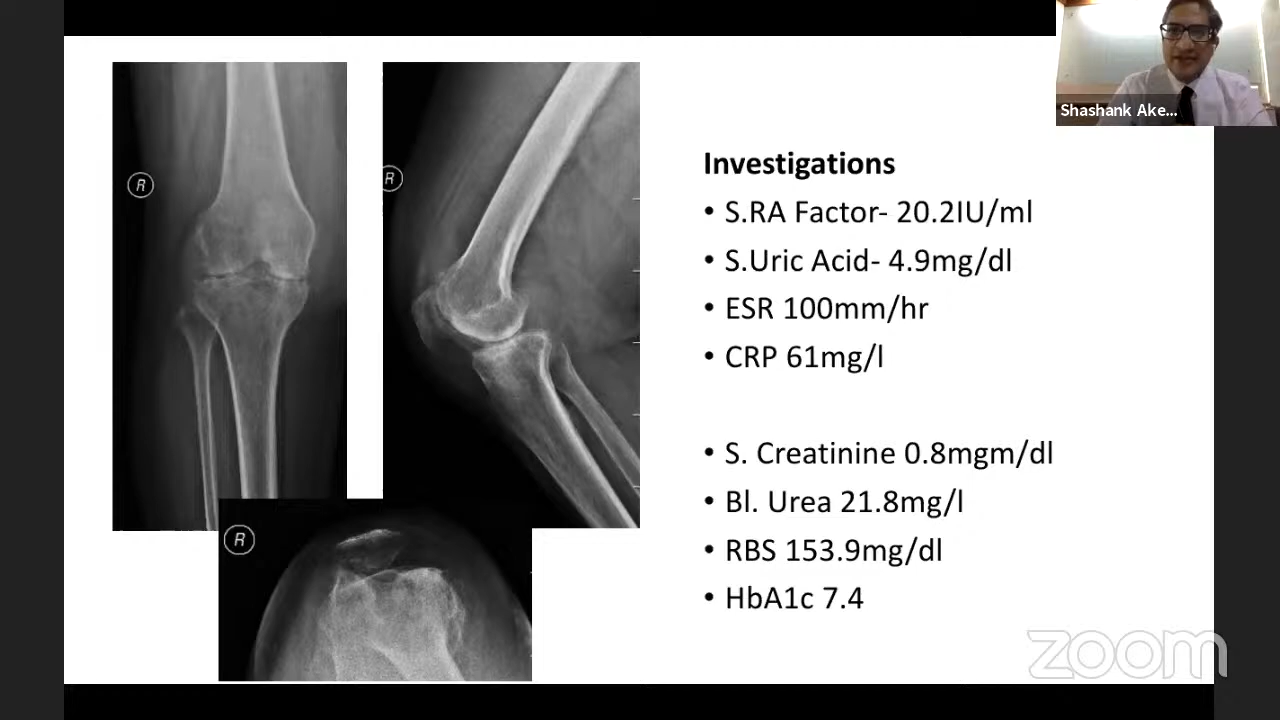 Shashank Ake...
R
R
R
Investigations
• S.RA Factor- 20.2IU/ml
• S.Uric Acid- 4.9mg/dl
• ESR 100mm/hr
• CRP 61mg/l
• S. Creatinine 0.8mgm/dl
• Bl. Urea 21.8mg/l
• RBS 153.9mg/dl
• HbA1c 7.4
zoom